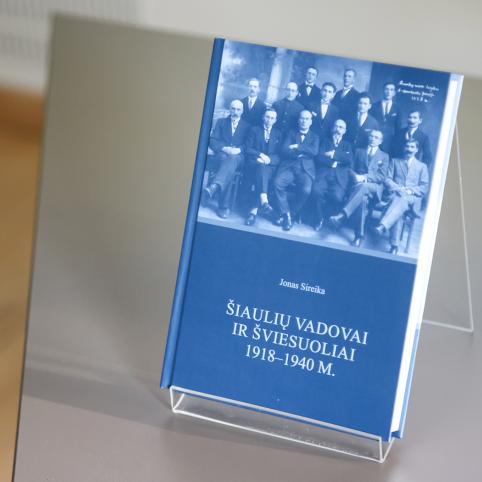 Jonas Sireika
ŠIAULIŲ VADOVAI
IR ŠVIESUOLIAI
1918–1940 M.